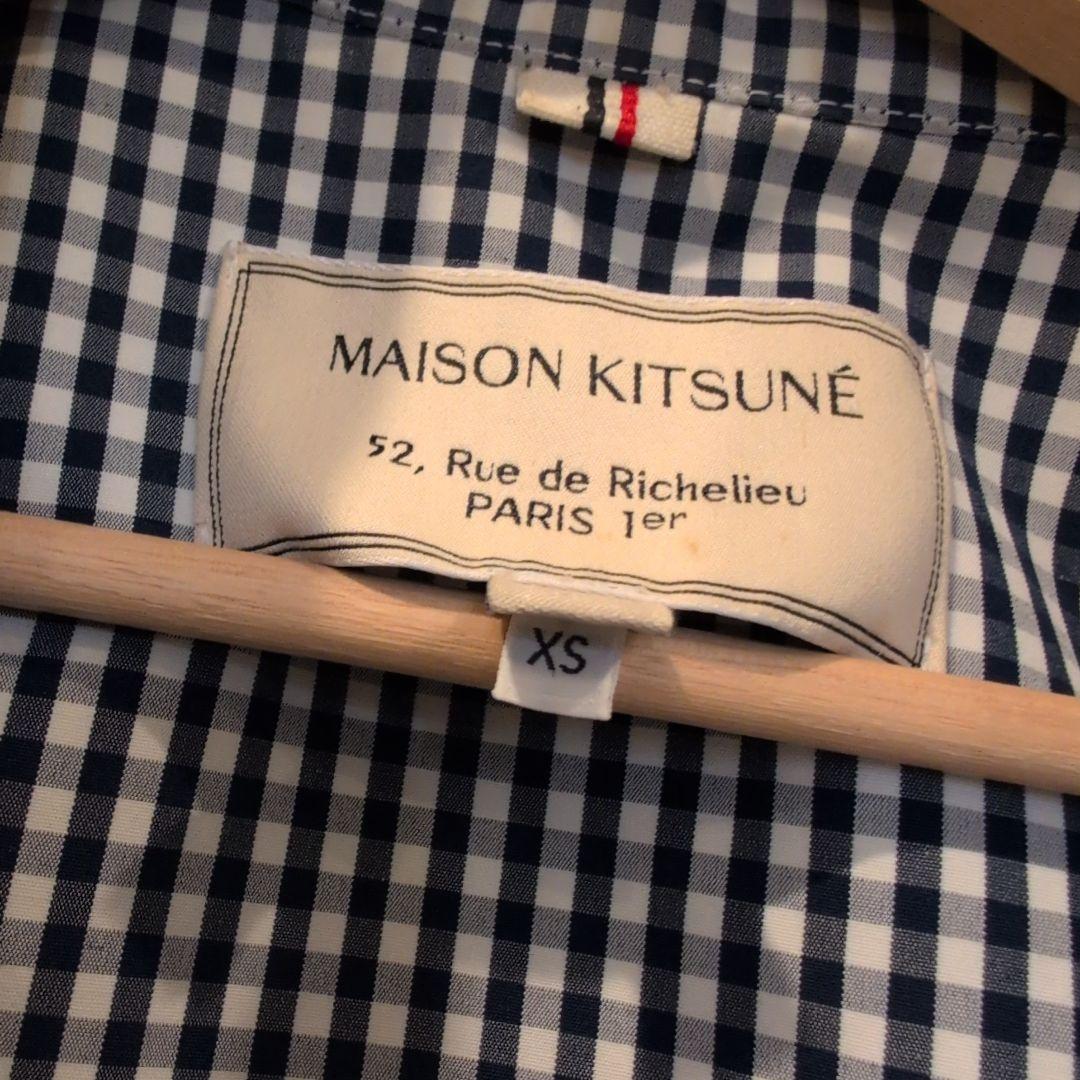 MAISON KITSUNÉ
52, Rue de Richelieu
PARIS 1er
XS